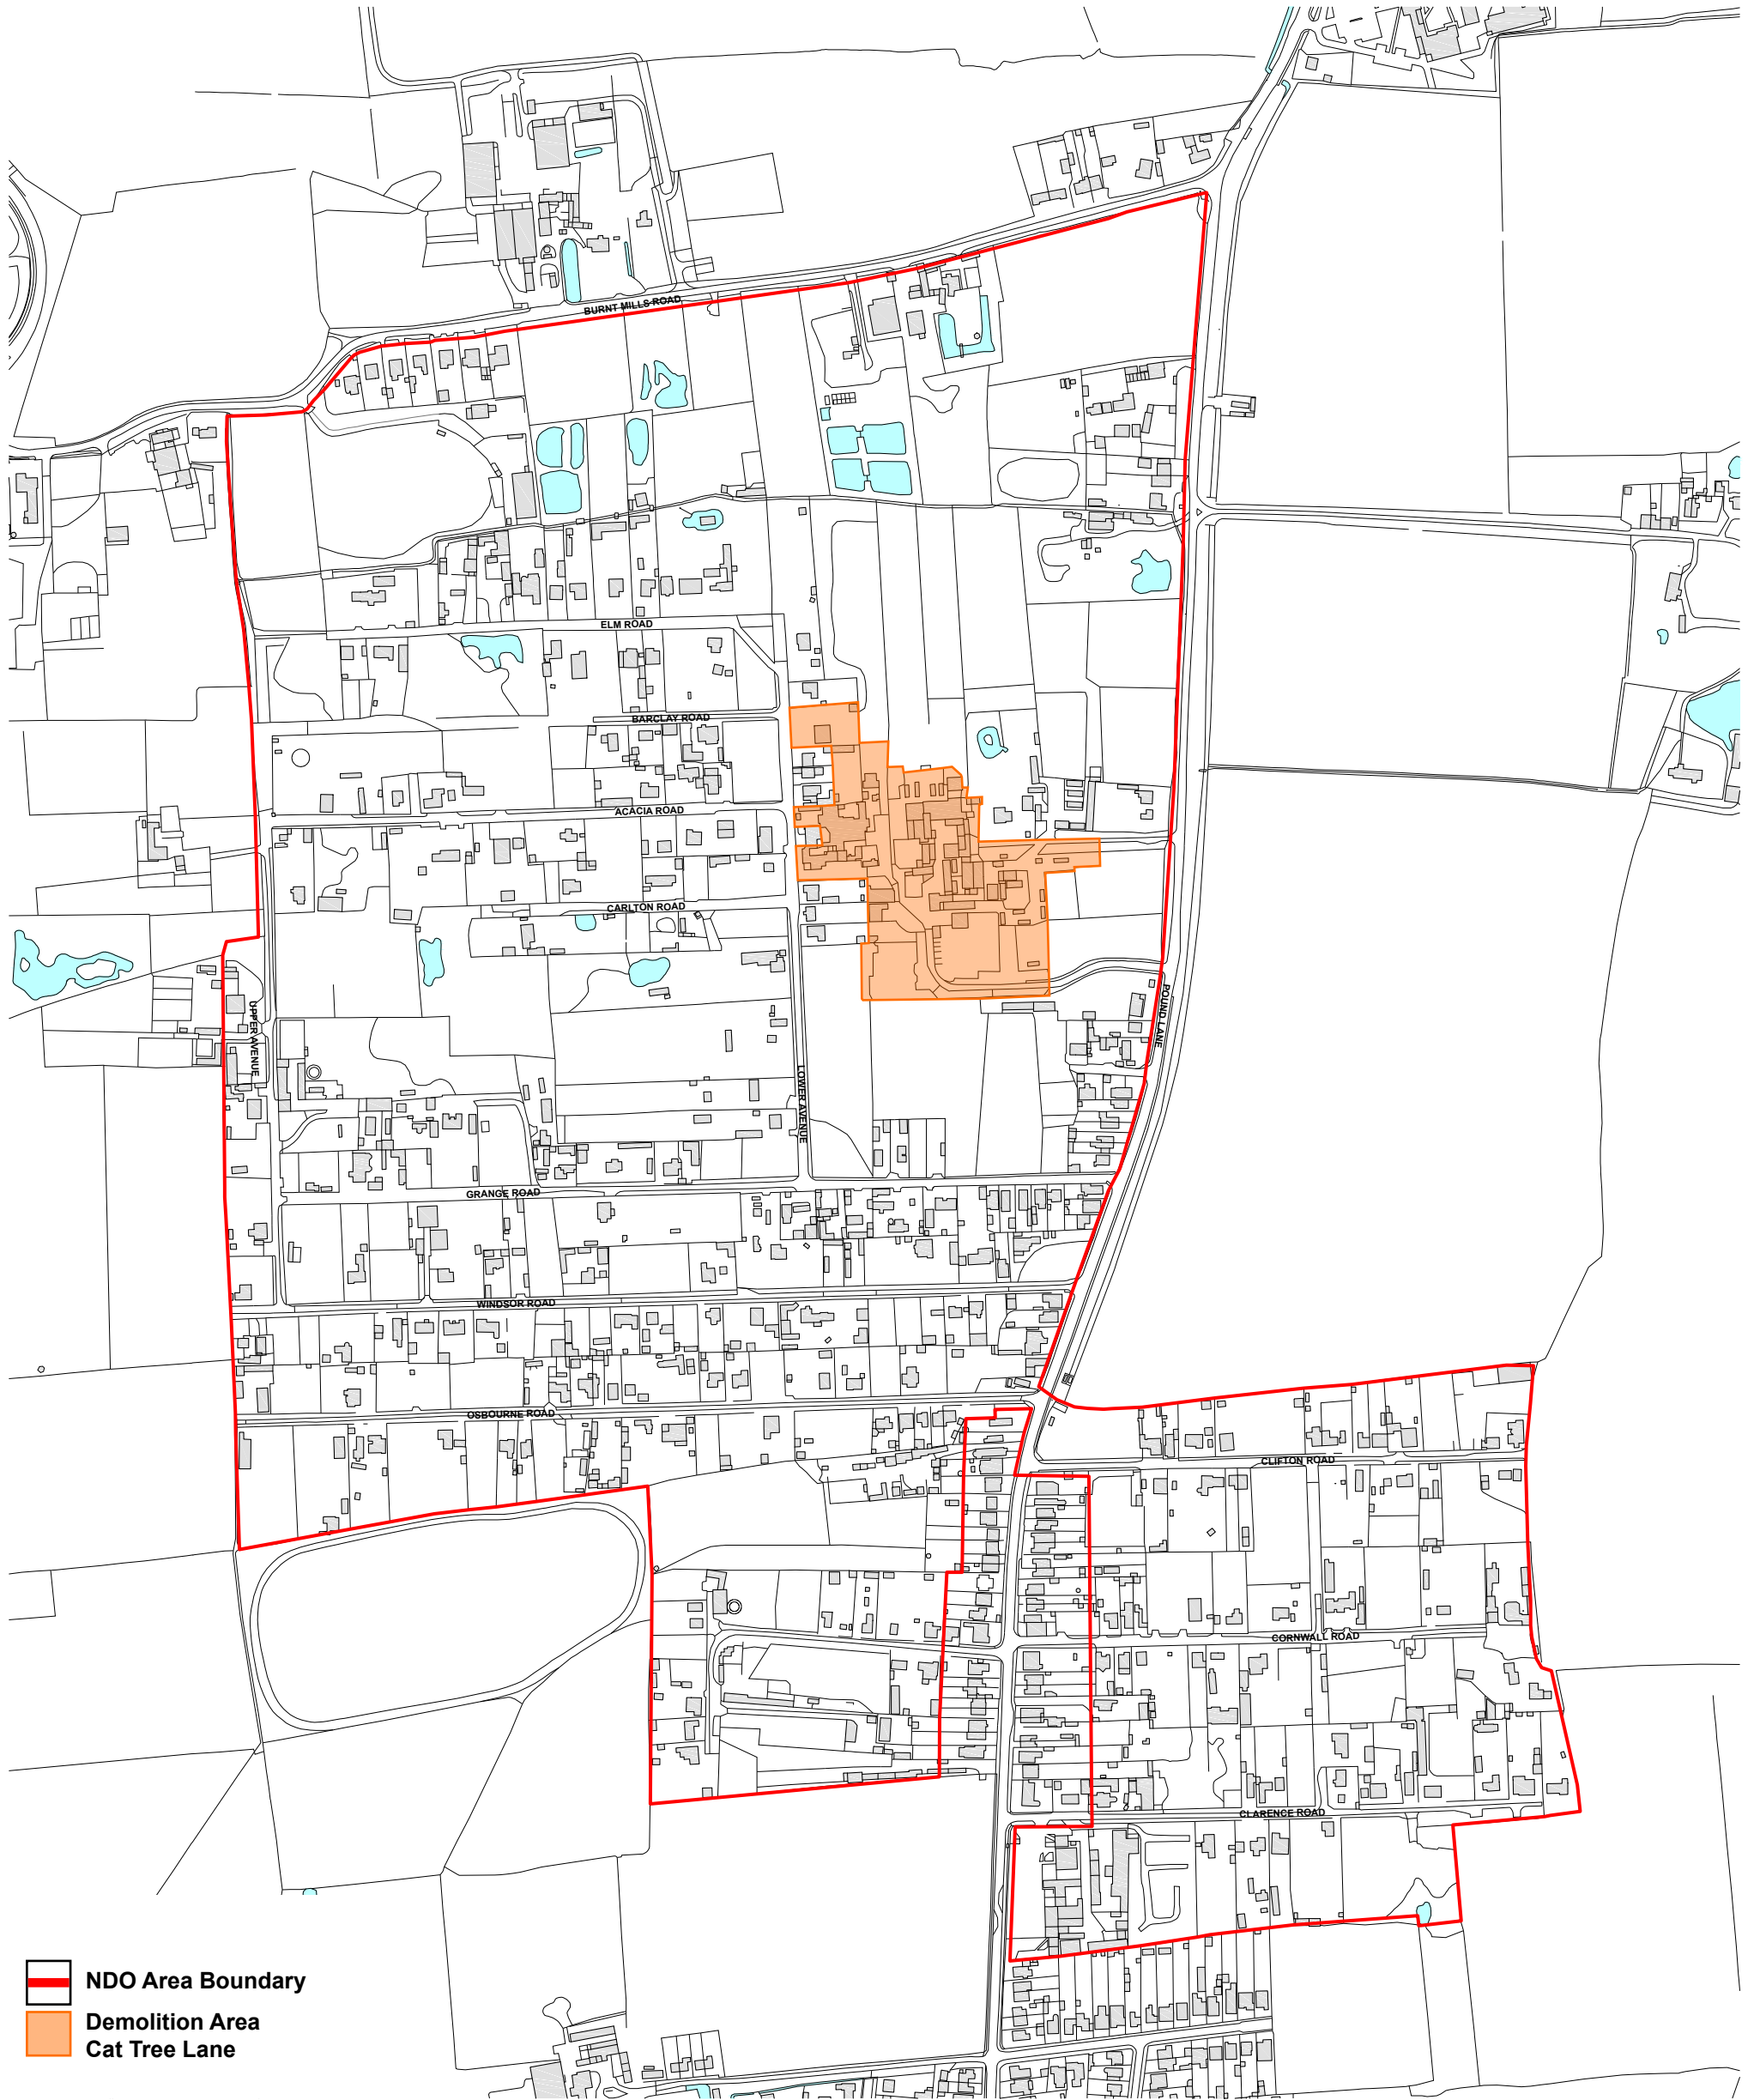 BURNT MILLS ROAD
ELM ROAD
BARCLAY ROAD
ACACIA ROAD
CARLTON ROAD
UPPER AVENUE
POUND LANE
LOWER AVENUE
GRANGE ROAD
WINDSOR ROAD
OSBOURNE ROAD
CLIFTON ROAD
CORNWALL ROAD
CLARENCE ROAD
NDO Area Boundary
Demolition Area
Cat Tree Lane